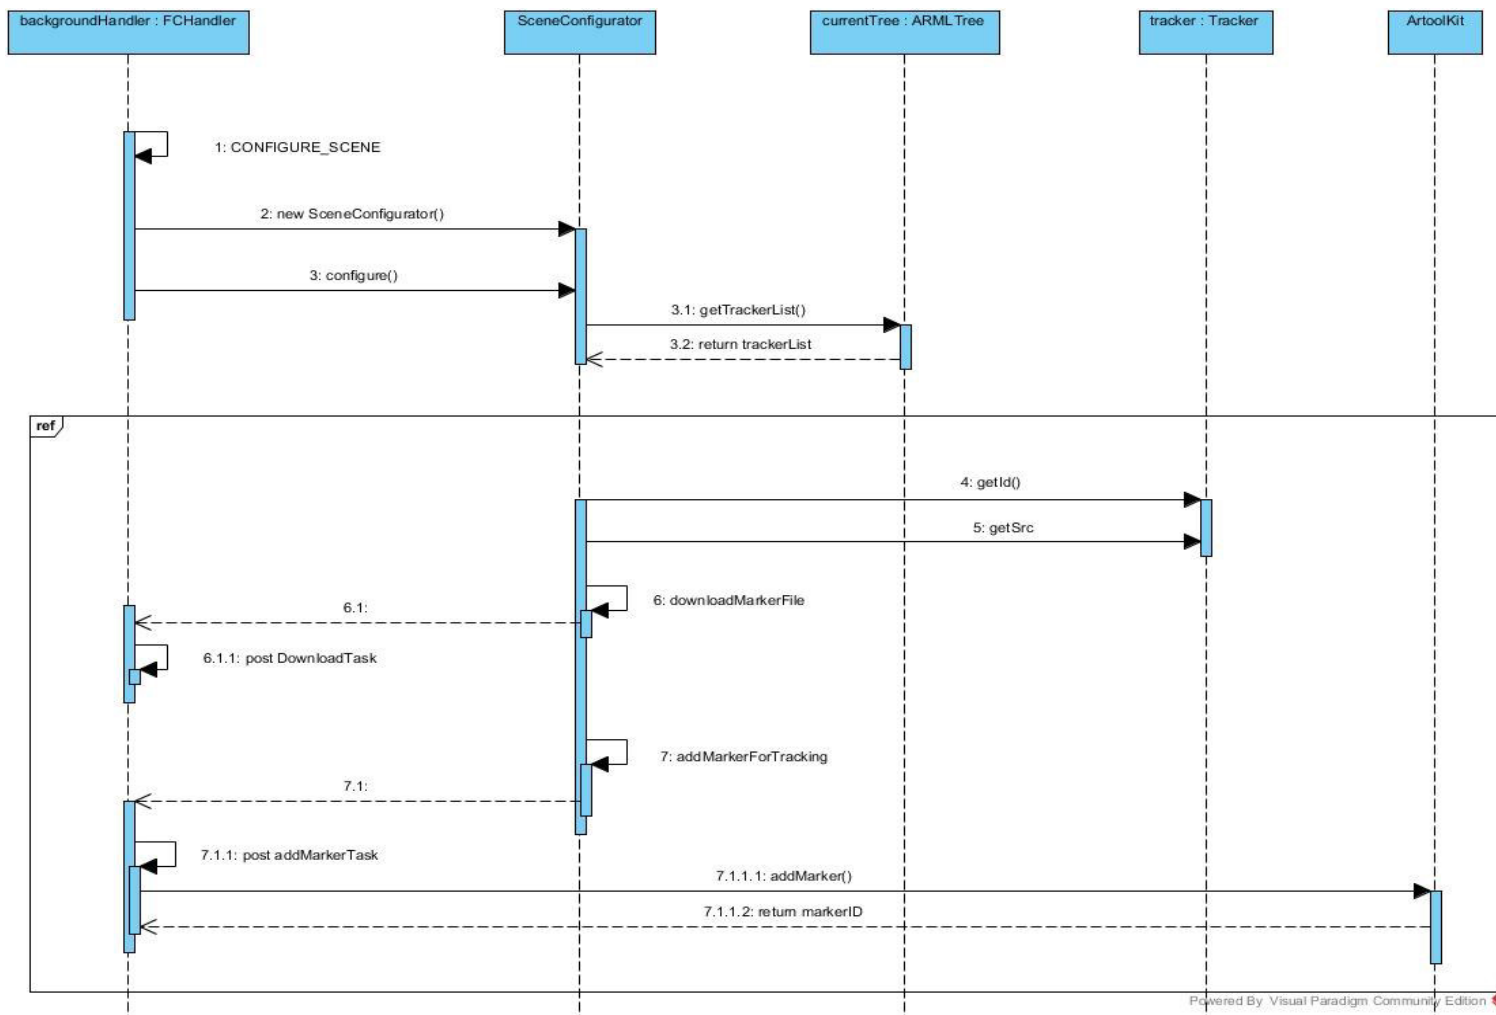 backgroundHandler : FCHandler
SceneConfigurator
currentTree : ARMLTree
tracker : Tracker
ArtoolKit
1: CONFIGURE_SCENE
2: new SceneConfigurator()
3: configure()
3.1: getTrackerList()
3.2: return trackerList
ref
4: getId()
5: getSrc
6: downloadMarkerFile
6.1:
6.1.1: post DownloadTask
7: addMarkerForTracking
7.1:
7.1.1: post addMarkerTask
7.1.1.1: addMarker()
7.1.1.2: return markerID
Powered By Visual Paradigm Community Edition